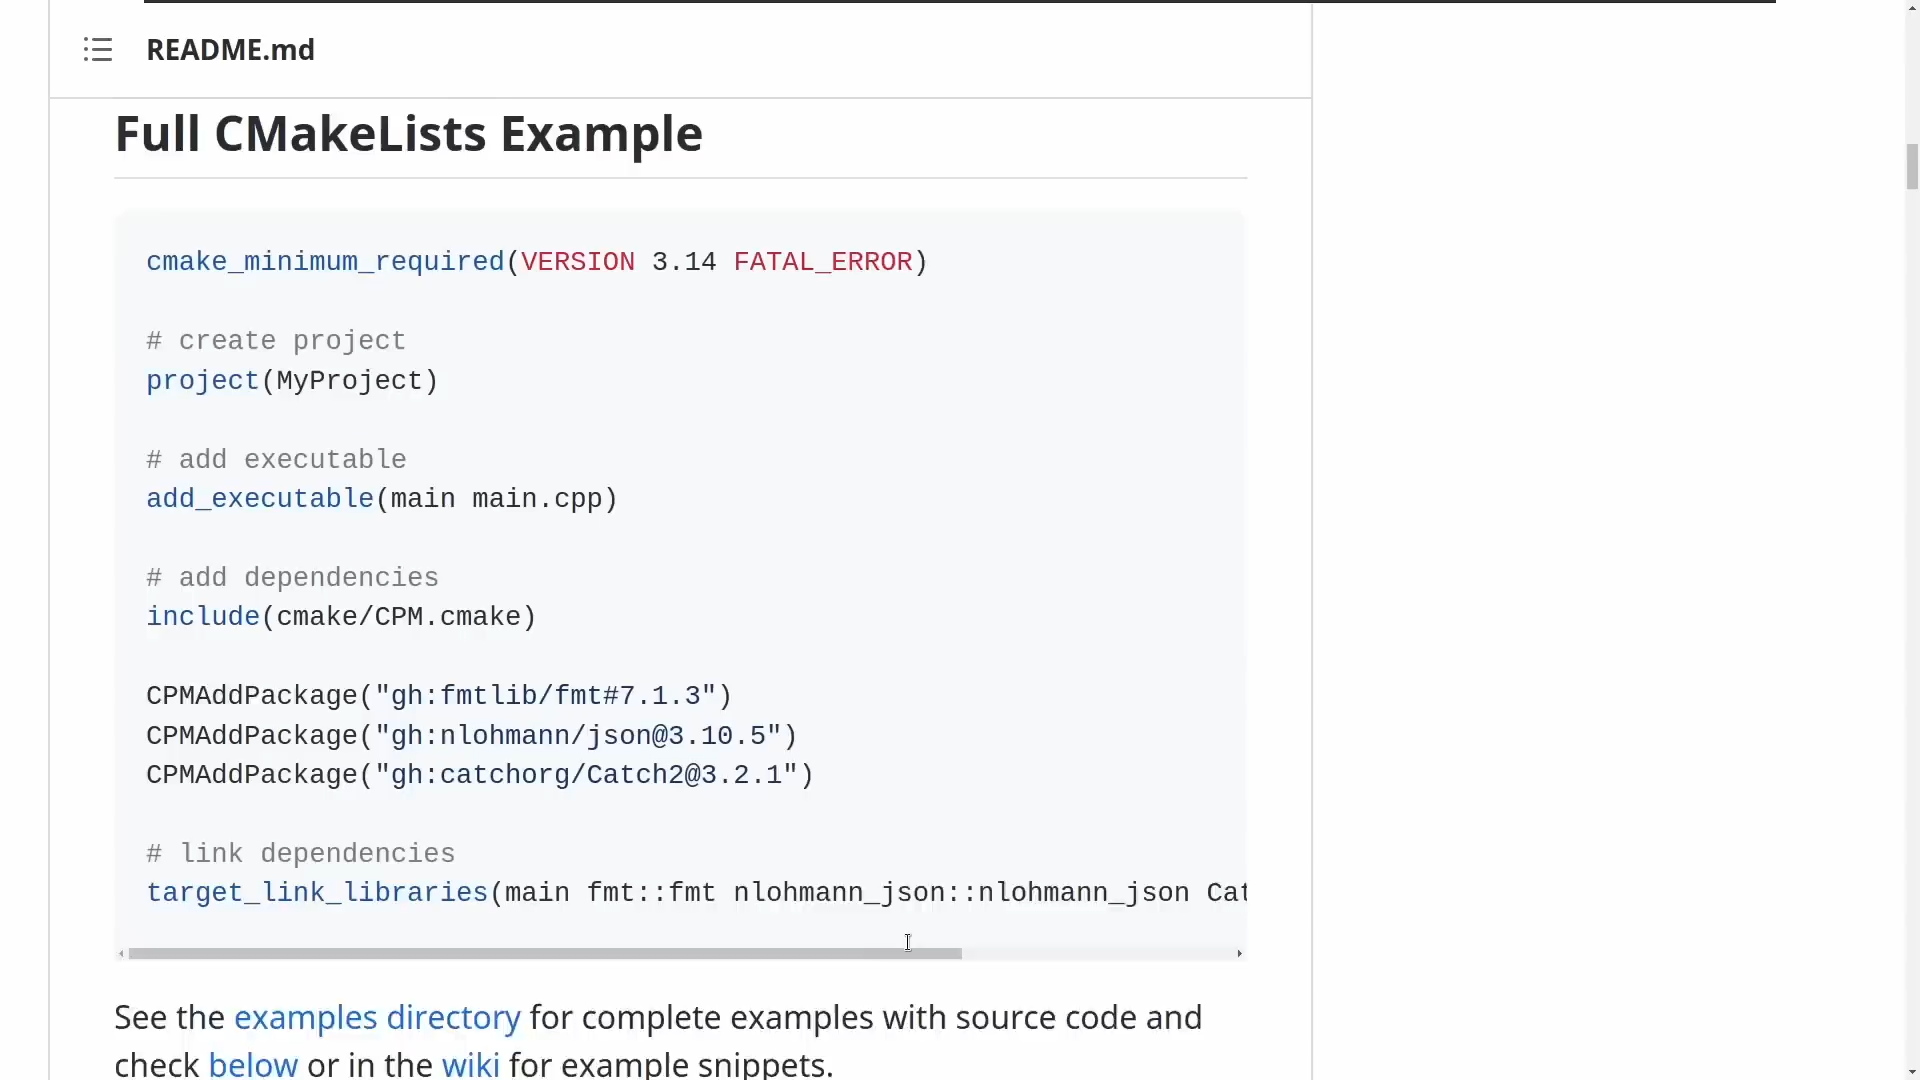 README.md
Full CMakeLists Example
cmake_minimum_required(VERSION 3.14 FATAL_ERROR)
# create project
project(MyProject)
# add executable
add_executable(main main.cpp)
# add dependencies
include(cmake/CPM.cmake)
CPMAddPackage("gh:fmtlib/fmt#7.1.3")
CPMAddPackage("gh:nlohmann/json@3.10.5")
CPMAddPackage("gh:catchorg/Catch2@3.2.1")
# link dependencies
target_link_libraries(main fmt::fmt nlohmann_json::nlohmann_json Cat
See the examples directory for complete examples with source code and
check below or in the wiki for example snippets.